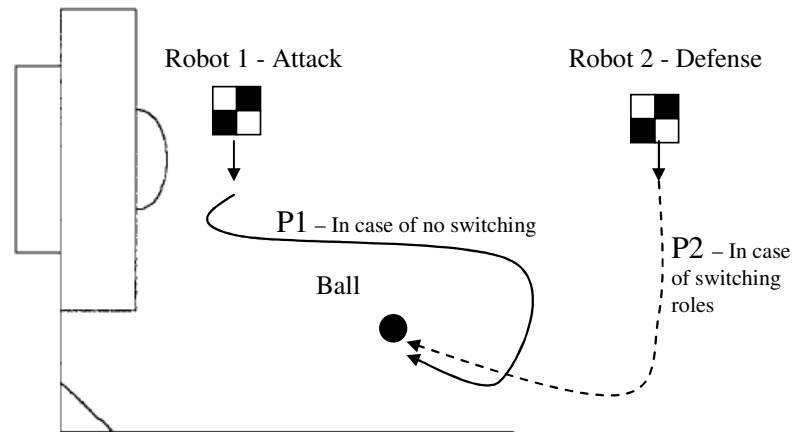 Robot 1 - Attack
Robot 2 - Defense
P1 – In case of no switching
P2 – In case
of switching
roles
Ball